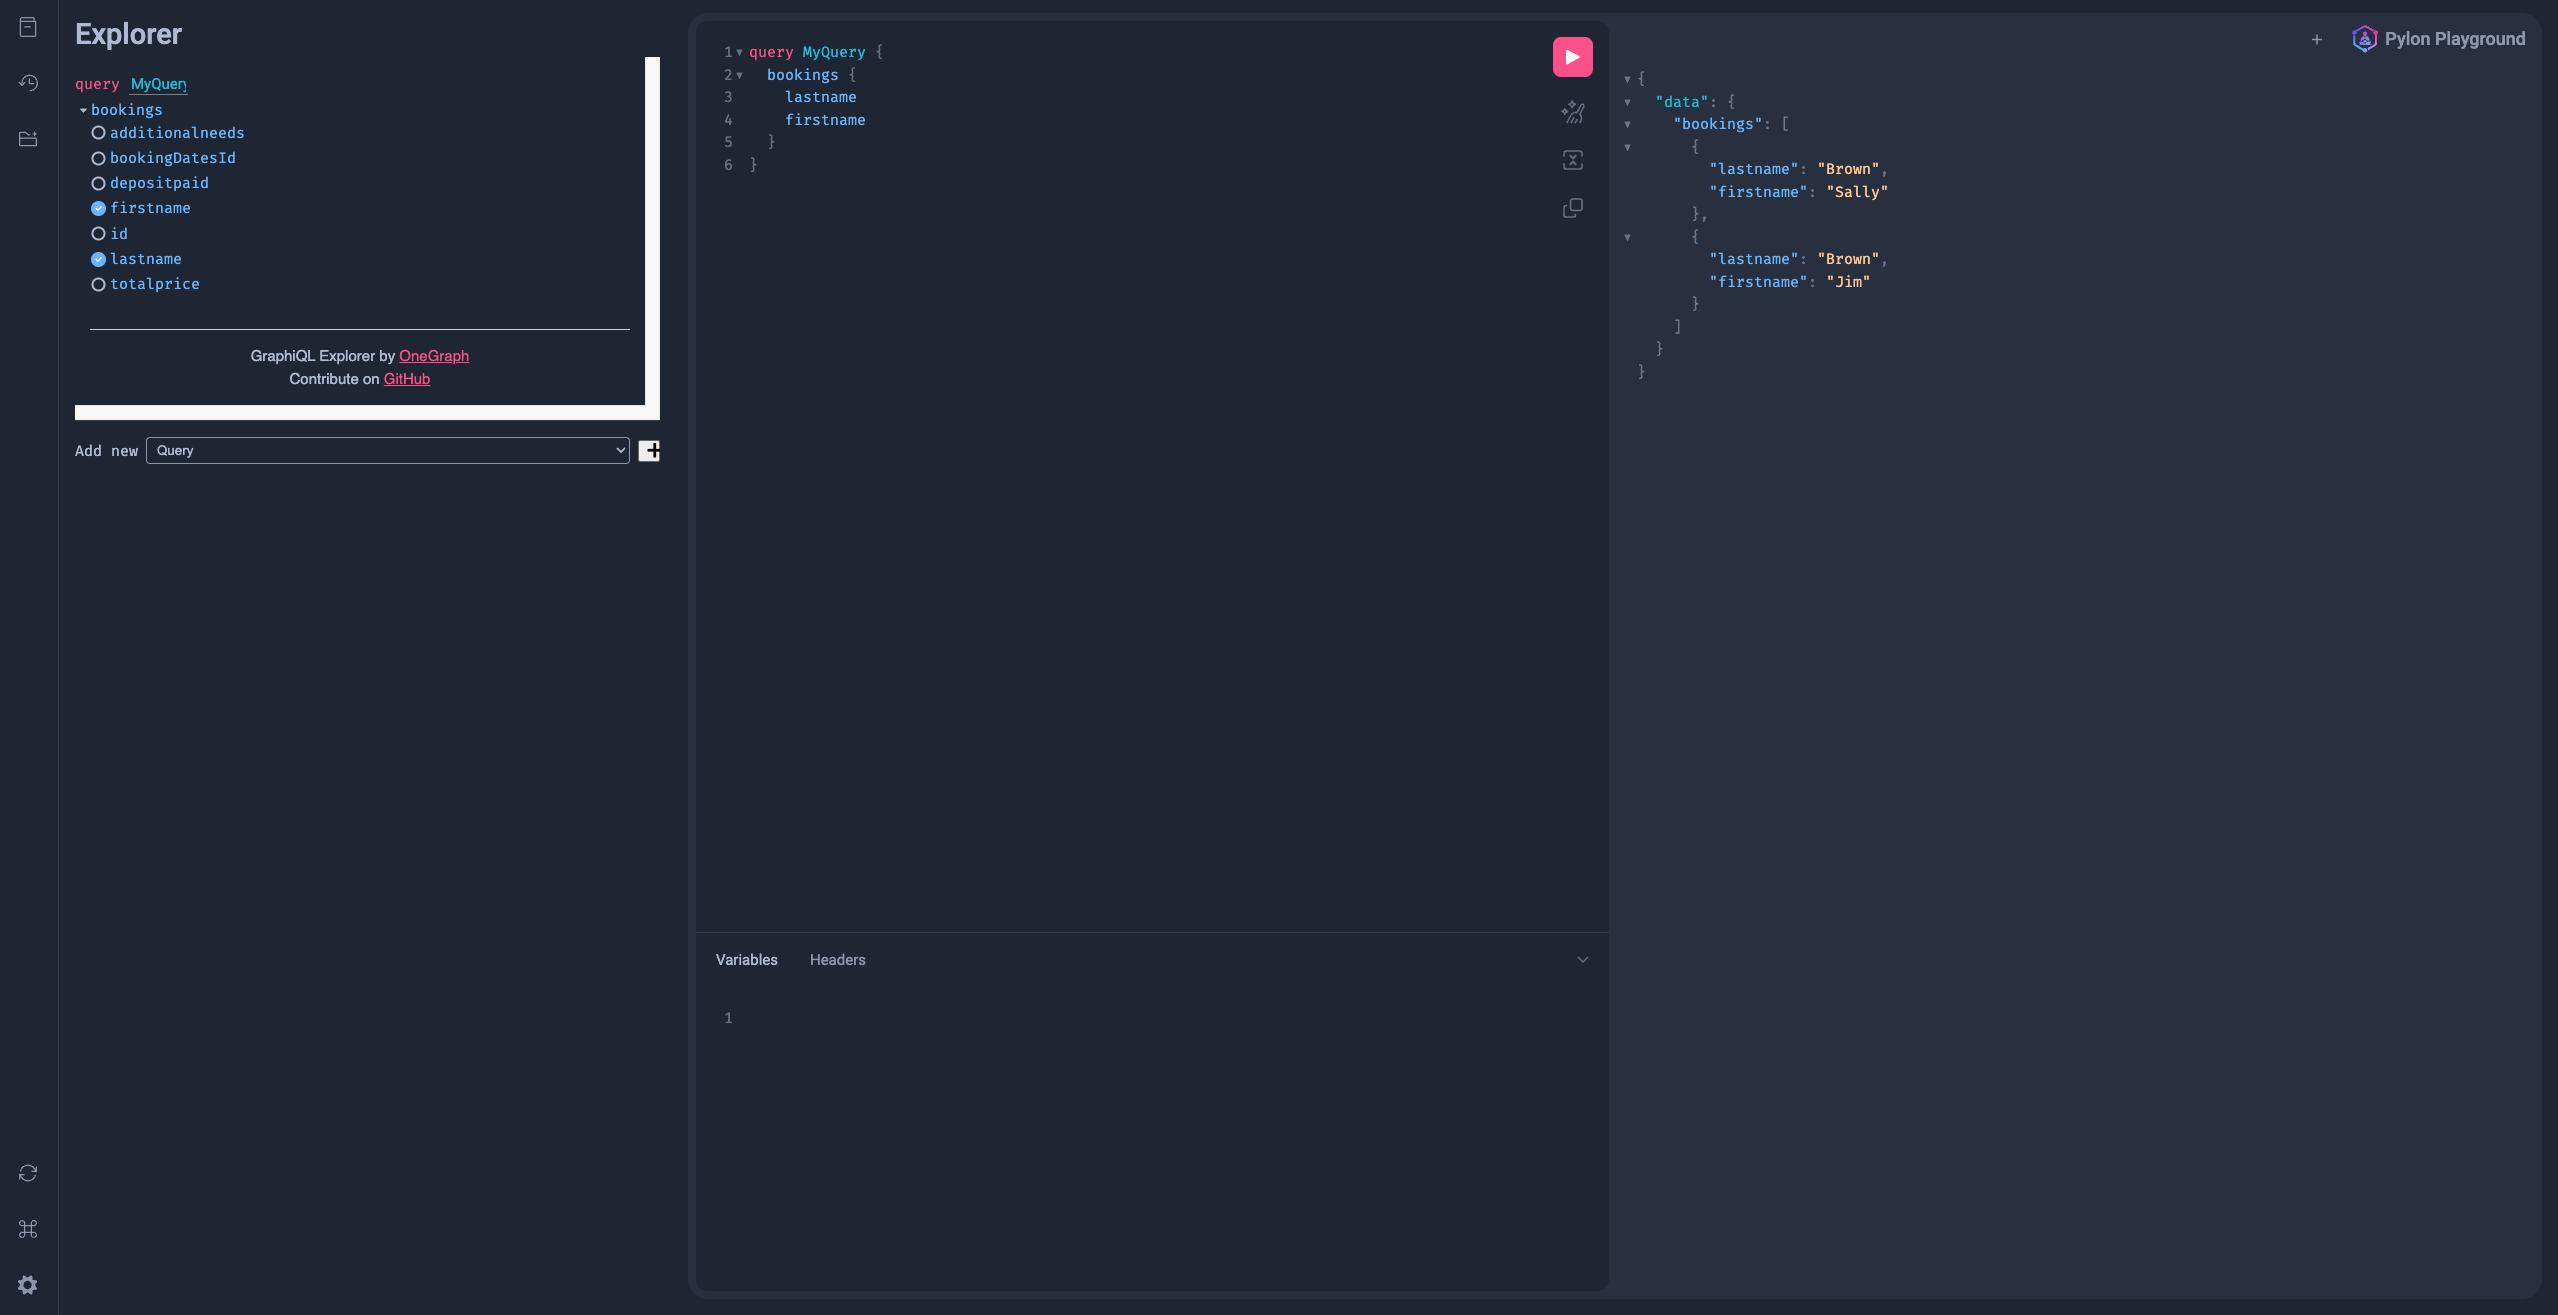 Explorer
query MyQuery
bookings
additionalneeds
bookingDatesId
depositpaid
firstname
id
lastname
totalprice
GraphiQL Explorer by OneGraph
Contribute on GitHub
Add new Query +
1 query MyQuery {
2 bookings {
3 lastname
4 firstname
5 }
6 }
Variables Headers
1
+ Pylon Playground
{
"data": {
"bookings": [
{
"lastname": "Brown",
"firstname": "Sally"
},
{
"lastname": "Brown",
"firstname": "Jim"
}
]
}
}